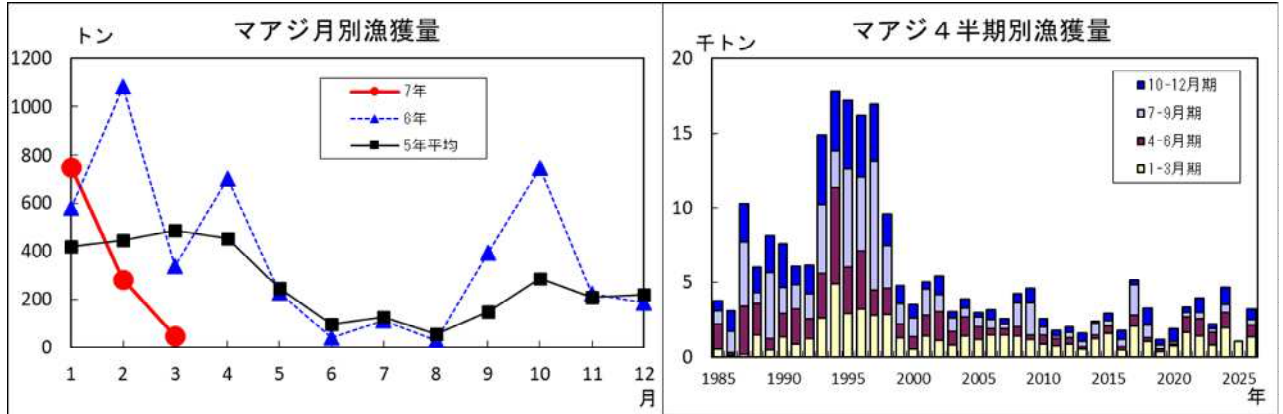 マアジ月別漁獲量
トン
1200
1000
800
600
400
200
0
7年
6年
5年平均
1 2 3 4 5 6 7 8 9 10 11 12
月
マアジ４半期別漁獲量
千トン
20
15
10
5
0
10-12月期
7-9月期
4-6月期
1-3月期
1985 1990 1995 2000 2005 2010 2015 2020 2025
年